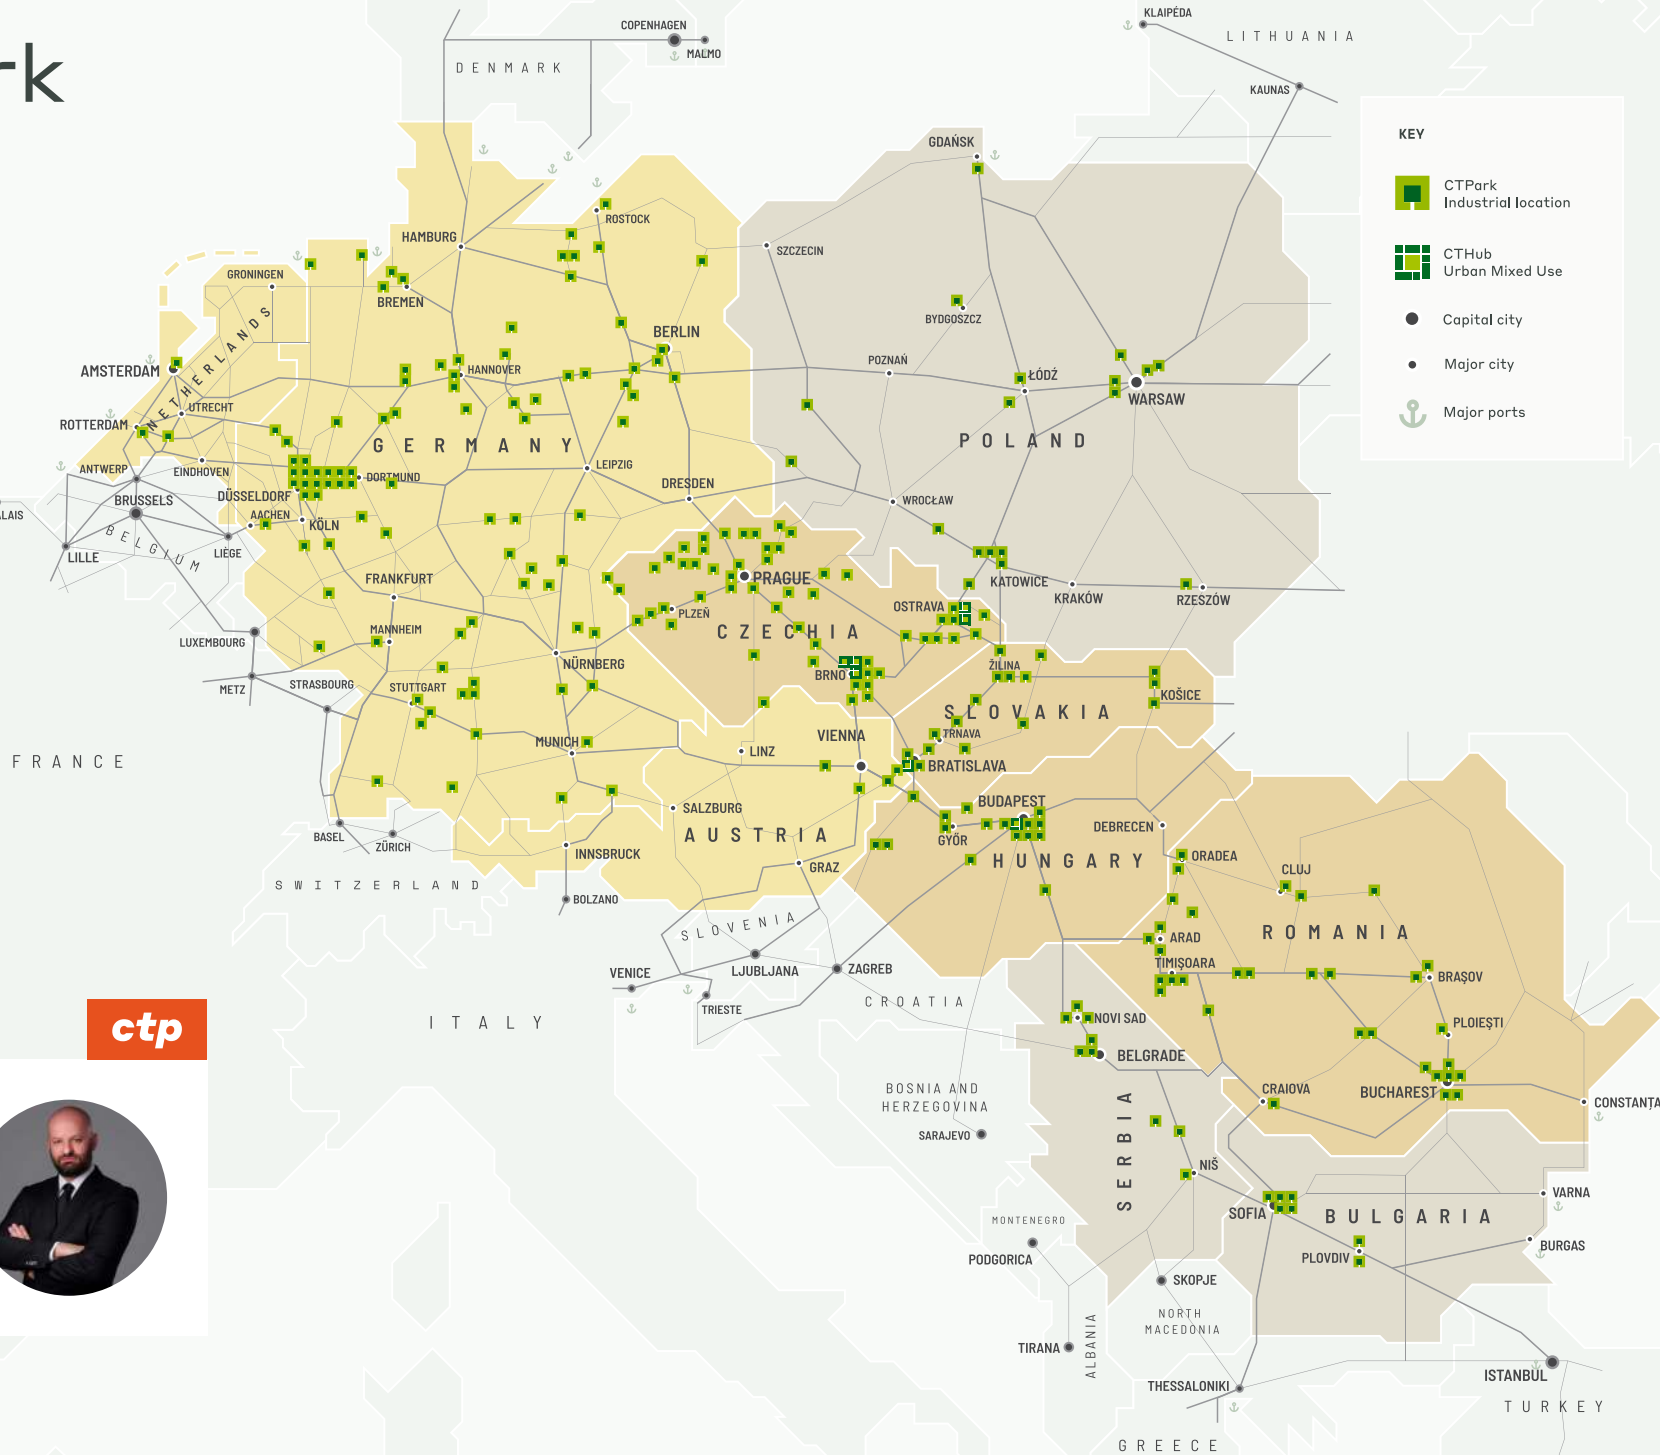 rk
KLAIPÉDA
LITHUANIA
COPENHAGEN
MALMO
DENMARK
KAUNAS
KEY
CTPark
Industrial location
CTHub
Urban Mixed Use
Capital city
Major city
Major ports
GDAŃSK
ROSTOCK
HAMBURG
SZCZECIN
GRONINGEN
BREMEN
BYDGOSZCZ
BERLIN
NETHERLANDS
AMSTERDAM
HANNOVER
POZNAŃ
ŁÓDŹ
WARSAW
UTRECHT
ROTTERDAM
GERMANY
POLAND
ANTWERP
EINDHOVEN
DORTMUND
LEIPZIG
DRESDEN
DÜSSELDORF
BRUSSELS
WROCŁAW
LAIS
AACHEN
KÖLN
BELGIUM
LILLE
LIÈGE
FRANKFURT
PRAGUE
KATOWICE
KRAKÓW
RZESZÓW
OSTRAVA
PLZEŇ
CZECHIA
MANNHEIM
LUXEMBOURG
NÜRNBERG
ŽILINA
BRNO
METZ
STRASBOURG
STUTTGART
KOŠICE
SLOVAKIA
TRNAVA
VIENNA
MUNICH
LINZ
FRANCE
BRATISLAVA
BUDAPEST
SALZBURG
AUSTRIA
BASEL
ZÜRICH
GYŐR
DEBRECEN
HUNGARY
INNSBRUCK
GRAZ
ORADEA
CLUJ
SWITZERLAND
BOLZANO
SLOVENIA
ROMANIA
ARAD
TIMIȘOARA
VENICE
LJUBLJANA
ZAGREB
BRAȘOV
CROATIA
TRIESTE
ITALY
NOVI SAD
PLOIEȘTI
ctp
BELGRADE
BOSNIA AND
HERZEGOVINA
CRAIOVA
BUCHAREST
CONSTANȚA
SARAJEVO
SERBIA
NIŠ
VARNA
SOFIA
BULGARIA
MONTENEGRO
PODGORICA
PLOVDIV
BURGAS
SKOPJE
NORTH
MACEDONIA
TIRANA
ALBANIA
ISTANBUL
THESSALONIKI
TURKEY
GREECE